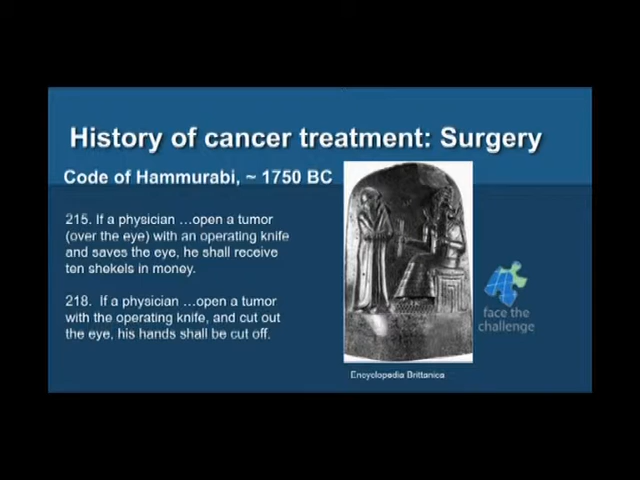 History of cancer treatment: Surgery
Code of Hammurabi, ~ 1750 BC
215. If a physician …open a tumor
(over the eye) with an operating knife
and saves the eye, he shall receive
ten shekels in money.
218. If a physician …open a tumor
with the operating knife, and cut out
the eye, his hands shall be cut off.
face the
challenge
Encyclopedia Brittanica